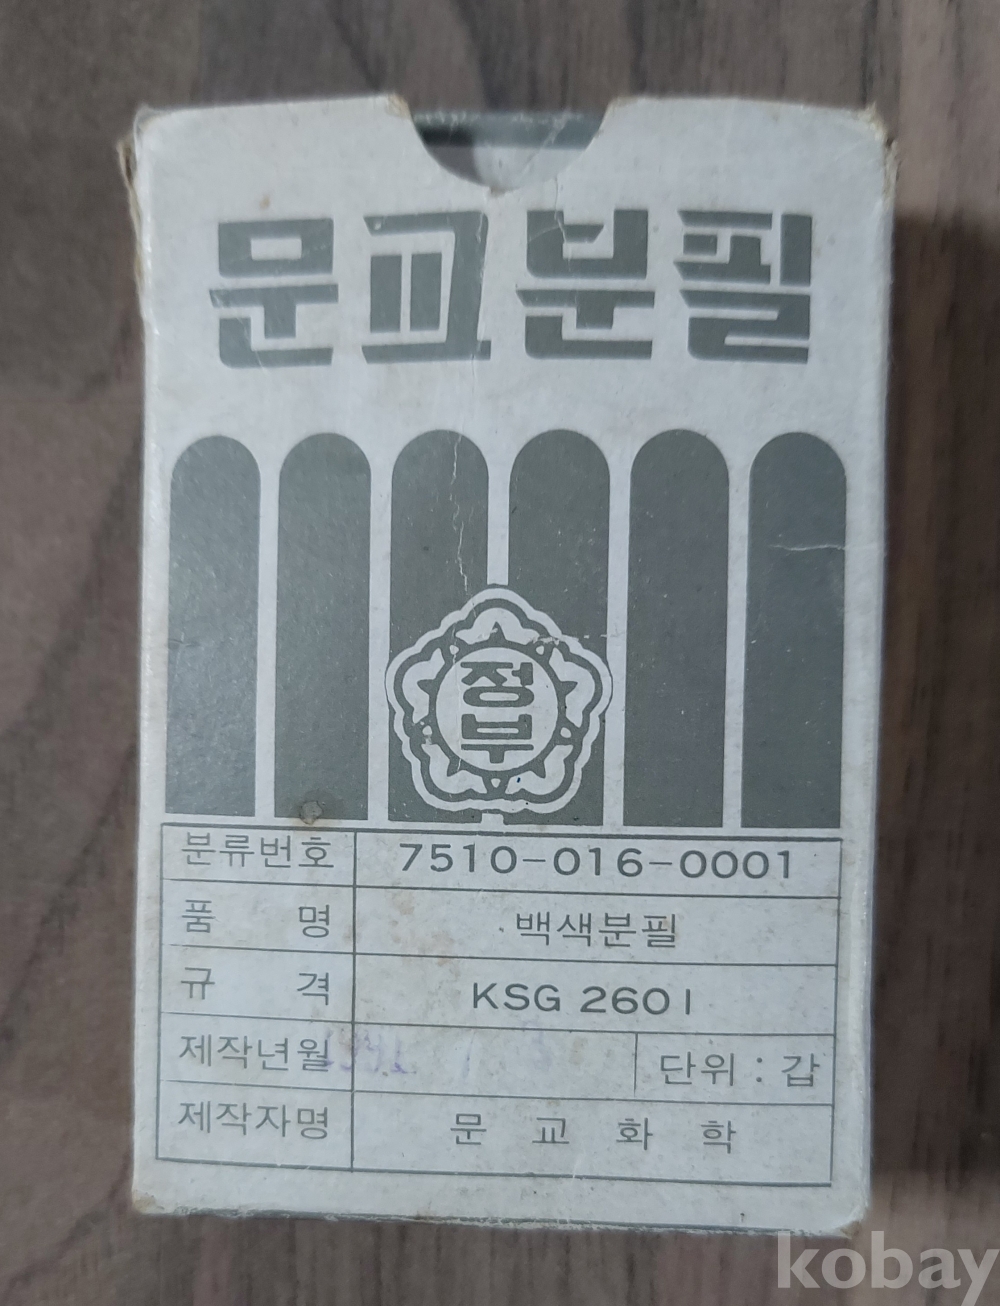 문교분필
정
부
분류번호 7510-016-0001
품 명 백색분필
규 격 KSG 2601
제작년월 단위 : 갑
제작자명 문 교 화 학
kobay